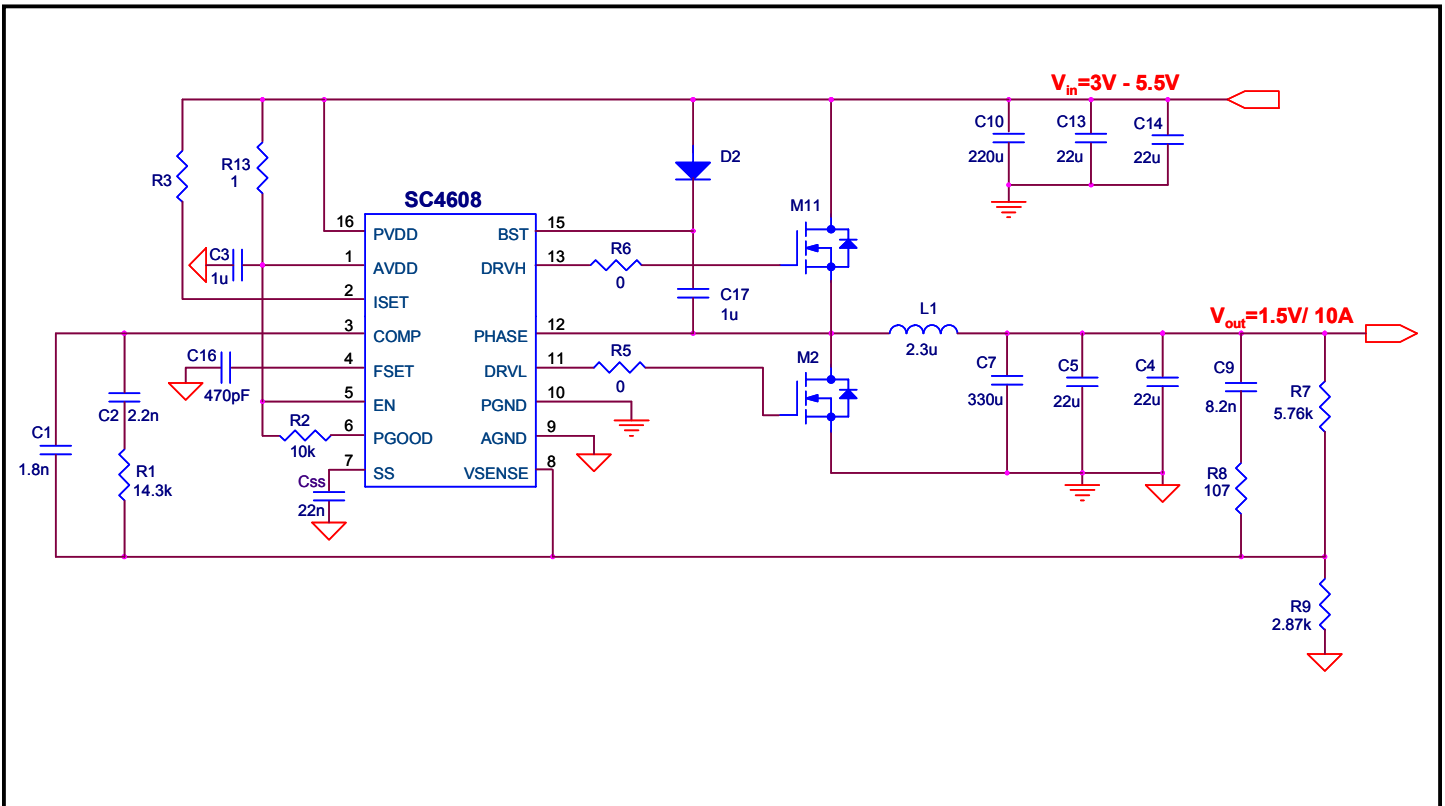 Vin=3V - 5.5V
C10
220u
C13
22u
C14
22u
D2
R13
1
R3
SC4608
M11
16
PVDD
BST
15
C3
1u
1
AVDD
DRVH
13
R6
0
2
ISET
C17
1u
3
COMP
PHASE
12
L1
2.3u
Vout=1.5V/ 10A
C16
470pF
4
FSET
DRVL
11
R5
0
M2
C7
330u
C5
22u
C4
22u
C9
8.2n
R7
5.76k
5
EN
PGND
10
C2
2.2n
R2
10k
6
PGOOD
AGND
9
C1
1.8n
R1
14.3k
7
SS
VSENSE
8
Css
22n
R8
107
R9
2.87k